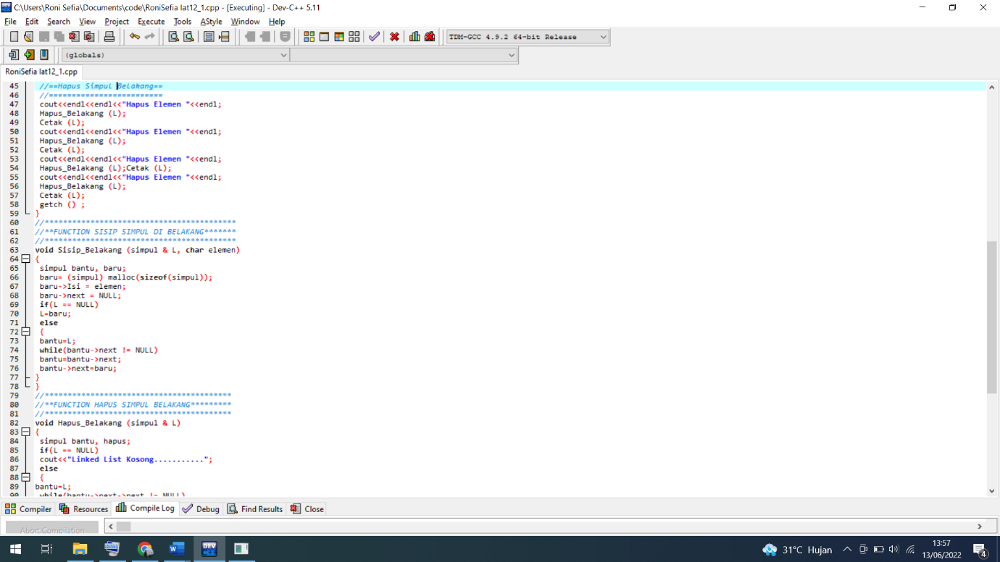 C:\Users\Roni Sefia\Documents\code\RoniSefia lat12_1.cpp - [Executing] - Dev-C++ 5.11
File Edit Search View Project Execute Tools AStyle Window Help
TDM-GCC 4.9.2 64-bit Release
(globals)
RoniSefia lat12_1.cpp
45 //==Hapus Simpul Belakang==
46 //=========================
47 cout<<endl<<endl<<"Hapus Elemen "<<endl;
48 Hapus_Belakang (L);
49 Cetak (L);
50 cout<<endl<<endl<<"Hapus Elemen "<<endl;
51 Hapus_Belakang (L);
52 Cetak (L);
53 cout<<endl<<endl<<"Hapus Elemen "<<endl;
54 Hapus_Belakang (L);Cetak (L);
55 cout<<endl<<endl<<"Hapus Elemen "<<endl;
56 Hapus_Belakang (L);
57 Cetak (L);
58 getch () ;
59 }
60 //******************************************
61 //**FUNCTION SISIP SIMPUL DI BELAKANG*******
62 //******************************************
63 void Sisip_Belakang (simpul & L, char elemen)
64 {
65 simpul bantu, baru;
66 baru= (simpul) malloc(sizeof(simpul));
67 baru->Isi = elemen;
68 baru->next = NULL;
69 if(L == NULL)
70 L=baru;
71 else
72 {
73 bantu=L;
74 while(bantu->next != NULL)
75 bantu=bantu->next;
76 bantu->next=baru;
77 }
78 }
79 //*****************************************
80 //**FUNCTION HAPUS SIMPUL BELAKANG*********
81 //*****************************************
82 void Hapus_Belakang (simpul & L)
83 {
84 simpul bantu, hapus;
85 if(L == NULL)
86 cout<<"Linked List Kosong...........";
87 else
88 {
89 bantu=L;
90 while(bantu->next->next != NULL)
Compiler Resources Compile Log Debug Find Results Close
Abort Compilation
31°C Hujan
13:57
13/06/2022
4